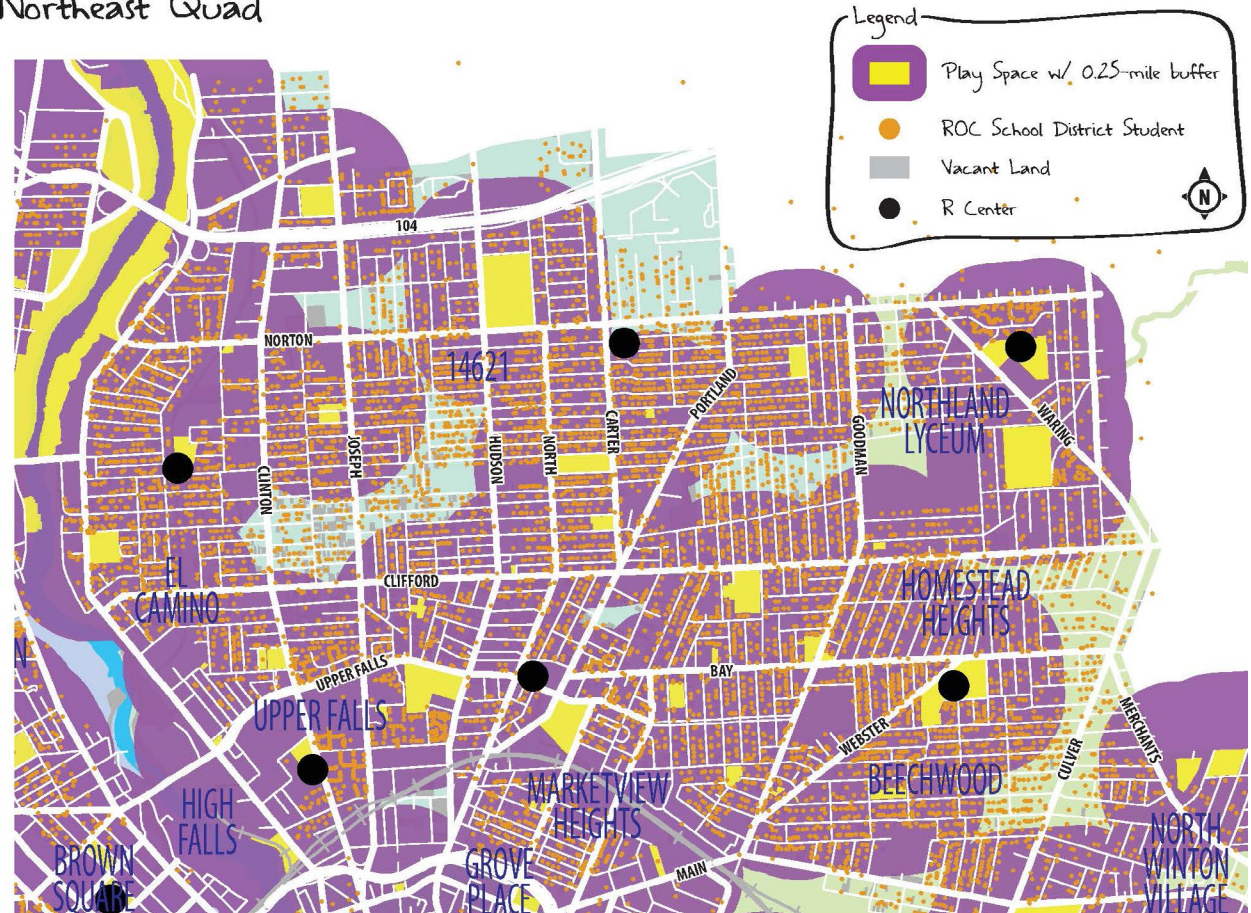 Northeast Quad
Legend
Play Space w/ 0.25-mile buffer
ROC School District Student
Vacant Land
R Center
N
104
NORTON
14621
PORTLAND
NORTHLAND
LYCEUM
WARING
CLINTON
JOSEPH
HUDSON
NORTH
CARTER
GOODMAN
EL
CAMINO
CLIFFORD
HOMESTEAD
HEIGHTS
N
UPPER FALLS
BAY
UPPER FALLS
WEBSTER
CULVER
MERCHANTS
HIGH
FALLS
MARKETVIEW
HEIGHTS
BEECHWOOD
BROWN
SQUARE
GROVE
PLACE
MAIN
NORTH
WINTON
VILLAGE